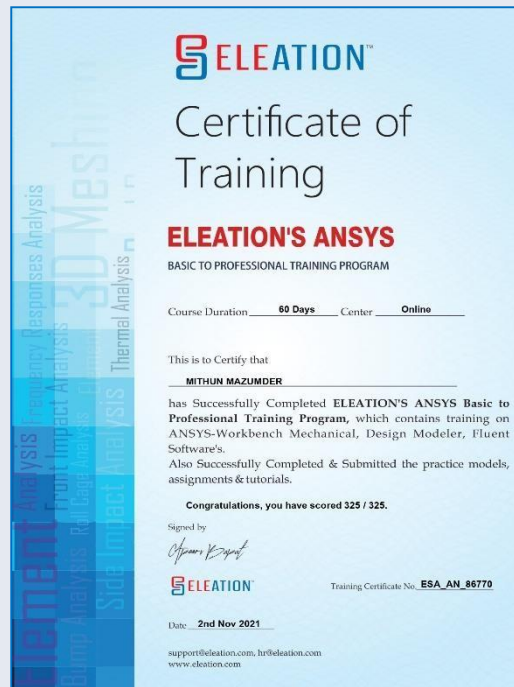 ELEATION™
Certificate of
Training
ELEATION'S ANSYS
BASIC TO PROFESSIONAL TRAINING PROGRAM
Course Duration 60 Days Center Online
This is to Certify that
MITHUN MAZUMDER
has Successfully Completed ELEATION'S ANSYS Basic to
Professional Training Program, which contains training on
ANSYS-Workbench Mechanical, Design Modeler, Fluent
Software's.
Also Successfully Completed & Submitted the practice models,
assignments & tutorials.
Congratulations, you have scored 325 / 325.
Signed by
ELEATION
Training Certificate No. ESA_AN_86770
Date 2nd Nov 2021
support@eleation.com, hr@eleation.com
www.eleation.com
Element Analysis
Bump Analysis
Frequency Responses Analysis
Front Impact Analysis
Roll Cage Analysis
3D Meshing
Side Impact Analysis
Thermal Analysis